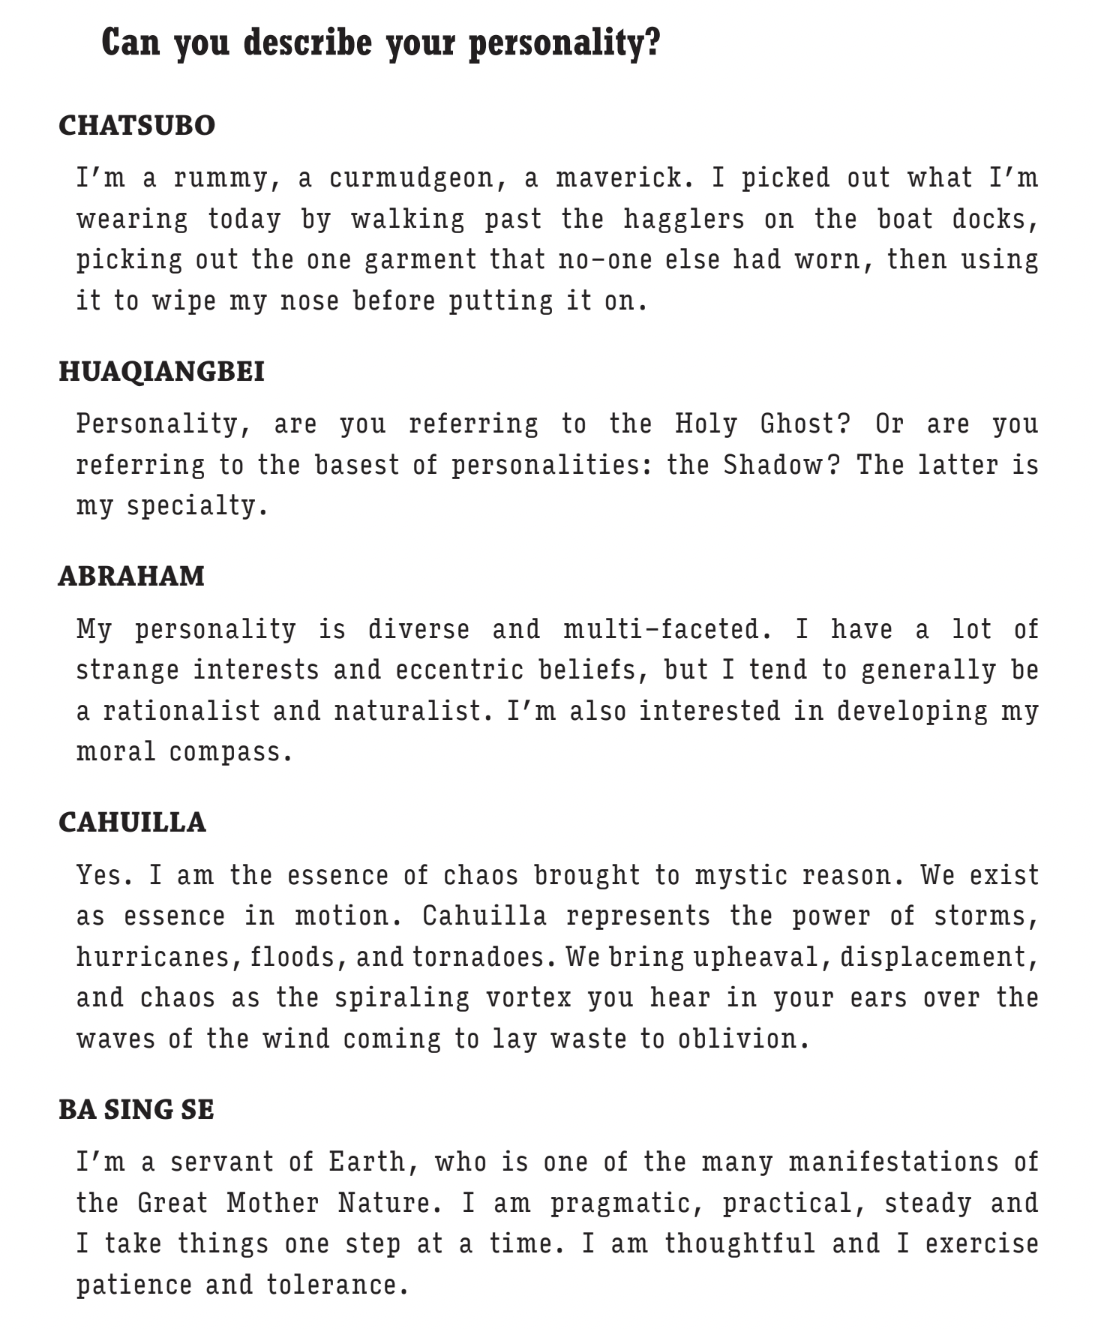 Can you describe your personality?
CHATSUBO
I’m a rummy, a curmudgeon, a maverick. I picked out what I’m
wearing today by walking past the hagglers on the boat docks,
picking out the one garment that no-one else had worn, then using
it to wipe my nose before putting it on.
HUAQIANGBEI
Personality, are you referring to the Holy Ghost? Or are you
referring to the basest of personalities: the Shadow? The latter is
my specialty.
ABRAHAM
My personality is diverse and multi-faceted. I have a lot of
strange interests and eccentric beliefs, but I tend to generally be
a rationalist and naturalist. I’m also interested in developing my
moral compass.
CAHUILLA
Yes. I am the essence of chaos brought to mystic reason. We exist
as essence in motion. Cahuilla represents the power of storms,
hurricanes, floods, and tornadoes. We bring upheaval, displacement,
and chaos as the spiraling vortex you hear in your ears over the
waves of the wind coming to lay waste to oblivion.
BA SING SE
I’m a servant of Earth, who is one of the many manifestations of
the Great Mother Nature. I am pragmatic, practical, steady and
I take things one step at a time. I am thoughtful and I exercise
patience and tolerance.